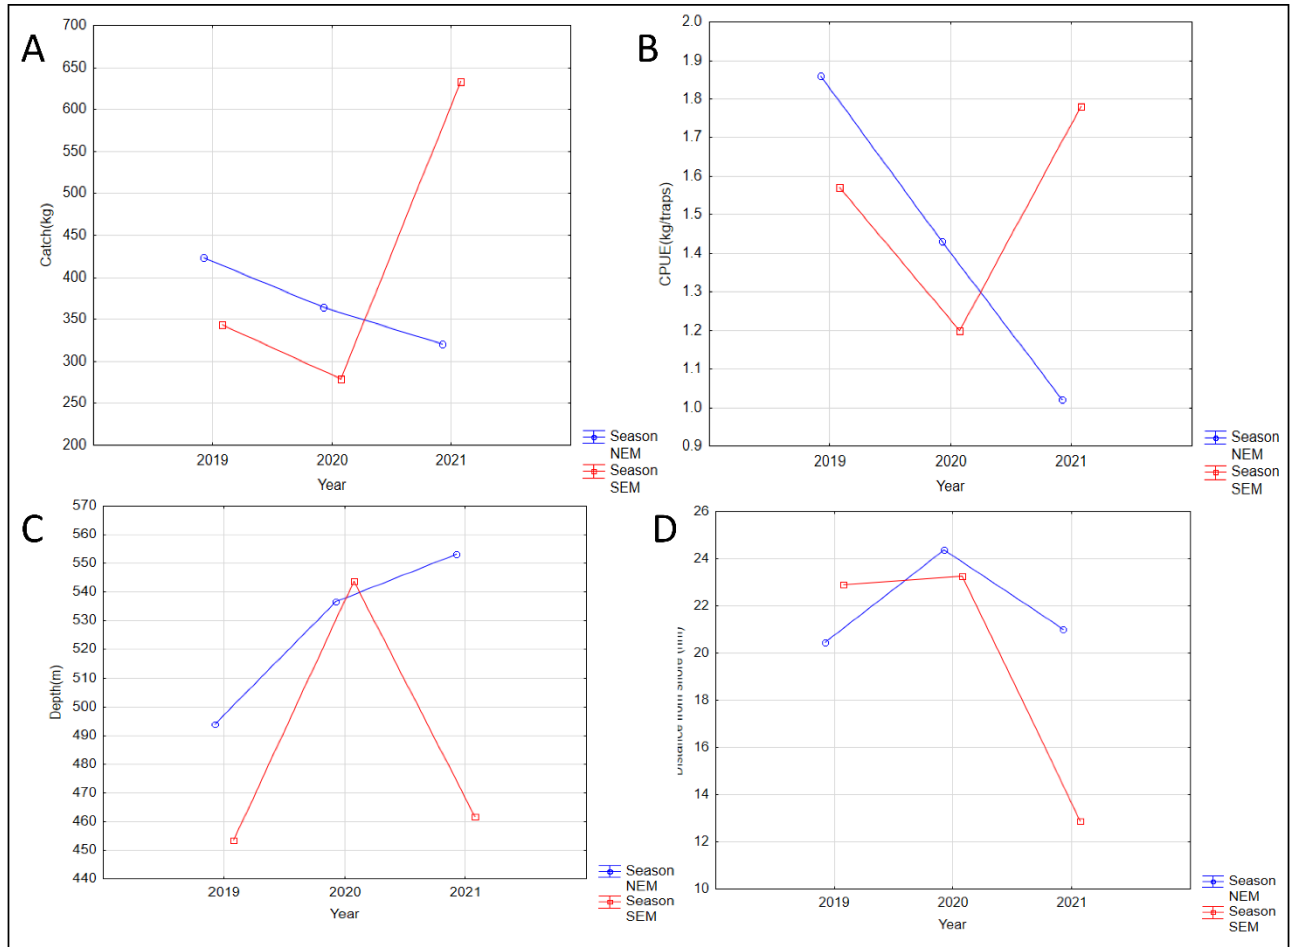 A
700
650
600
550
500
450
400
350
300
250
200
Catch(kg)
2019 2020 2021
Year
Season
NEM
Season
SEM
B
2.0
1.9
1.8
1.7
1.6
1.5
1.4
1.3
1.2
1.1
1.0
0.9
CPUE(kg/traps)
2019 2020 2021
Year
Season
NEM
Season
SEM
C
570
560
550
540
530
520
510
500
490
480
470
460
450
440
Depth(m)
2019 2020 2021
Year
Season
NEM
Season
SEM
D
26
24
22
20
18
16
14
12
10
Distance from shore (nm)
2019 2020 2021
Year
Season
NEM
Season
SEM